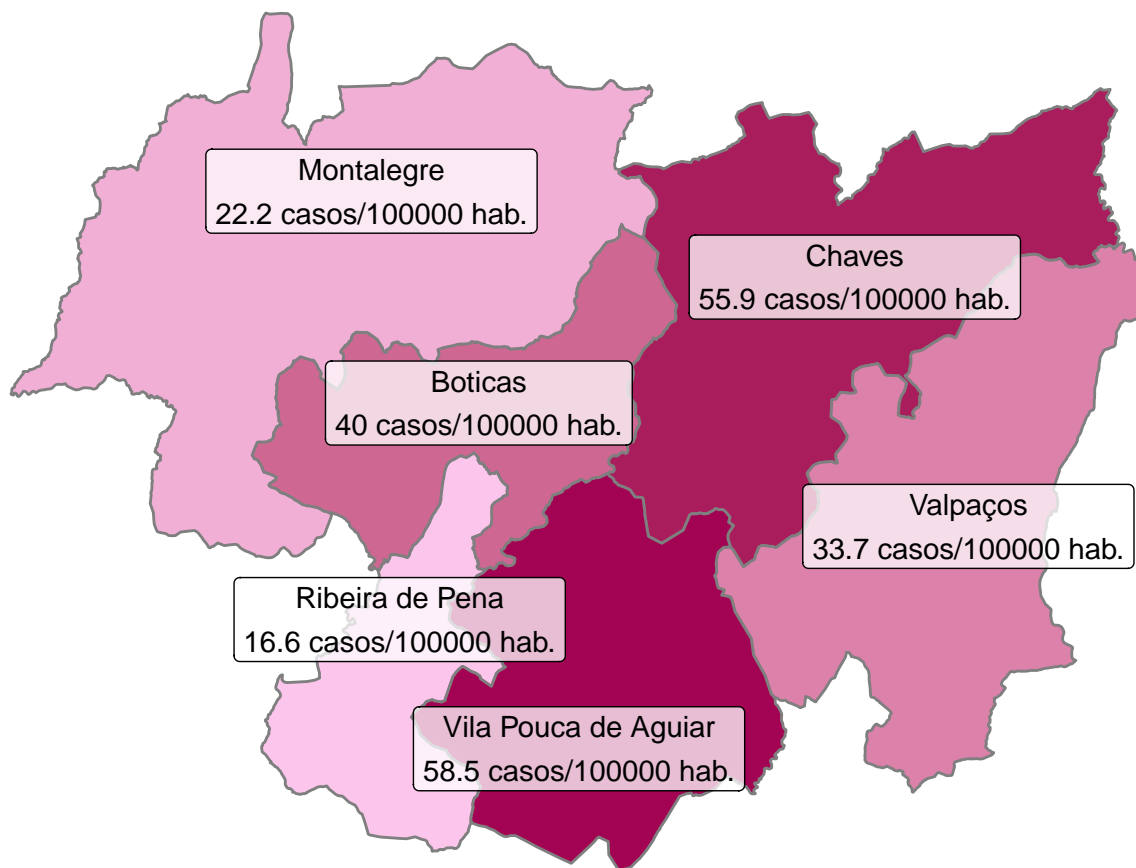 Montalegre
22.2 casos/100000 hab.
Chaves
55.9 casos/100000 hab.
Boticas
40 casos/100000 hab.
Valpaços
33.7 casos/100000 hab.
Ribeira de Pena
16.6 casos/100000 hab.
Vila Pouca de Aguiar
58.5 casos/100000 hab.